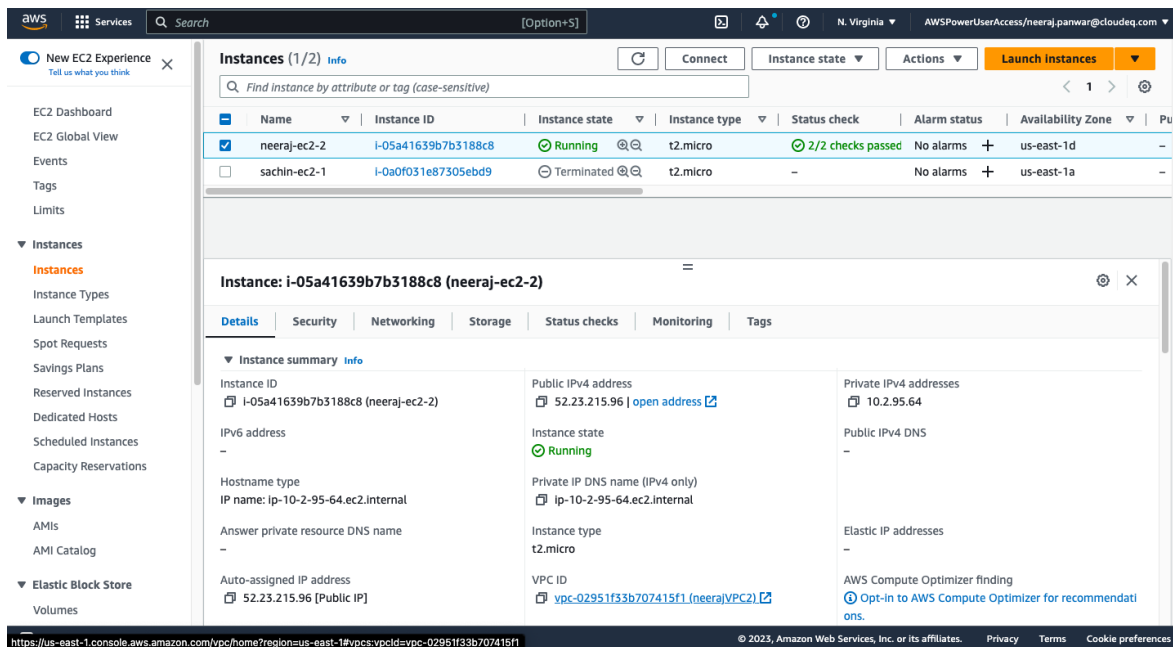 aws Services Search [Option+S] N. Virginia ▼ AWSPowerUserAccess/neeraj.panwar@cloudeq.com ▼
New EC2 Experience
Tell us what you think
EC2 Dashboard
EC2 Global View
Events
Tags
Limits
▼ Instances
Instances
Instance Types
Launch Templates
Spot Requests
Savings Plans
Reserved Instances
Dedicated Hosts
Scheduled Instances
Capacity Reservations
▼ Images
AMIs
AMI Catalog
▼ Elastic Block Store
Volumes
Instances (1/2) Info Connect Instance state ▼ Actions ▼ Launch instances ▼
Find instance by attribute or tag (case-sensitive) < 1 >
Name Instance ID Instance state Instance type Status check Alarm status Availability Zone Pu
neeraj-ec2-2 i-05a41639b7b3188c8 Running t2.micro 2/2 checks passed No alarms + us-east-1d –
sachin-ec2-1 i-0a0f031e87305ebd9 Terminated t2.micro – No alarms + us-east-1a –
Instance: i-05a41639b7b3188c8 (neeraj-ec2-2)
Details Security Networking Storage Status checks Monitoring Tags
▼ Instance summary Info
Instance ID Public IPv4 address Private IPv4 addresses
i-05a41639b7b3188c8 (neeraj-ec2-2) 52.23.215.96 | open address 10.2.95.64
IPv6 address Instance state Public IPv4 DNS
– Running –
Hostname type Private IP DNS name (IPv4 only)
IP name: ip-10-2-95-64.ec2.internal ip-10-2-95-64.ec2.internal
Answer private resource DNS name Instance type Elastic IP addresses
– t2.micro –
Auto-assigned IP address VPC ID AWS Compute Optimizer finding
52.23.215.96 [Public IP] vpc-02951f33b707415f1 (neerajVPC2) Opt-in to AWS Compute Optimizer for recommendati
ons.
https://us-east-1.console.aws.amazon.com/vpc/home?region=us-east-1#vpcs:vpcId=vpc-02951f33b707415f1 © 2023, Amazon Web Services, Inc. or its affiliates. Privacy Terms Cookie preferences